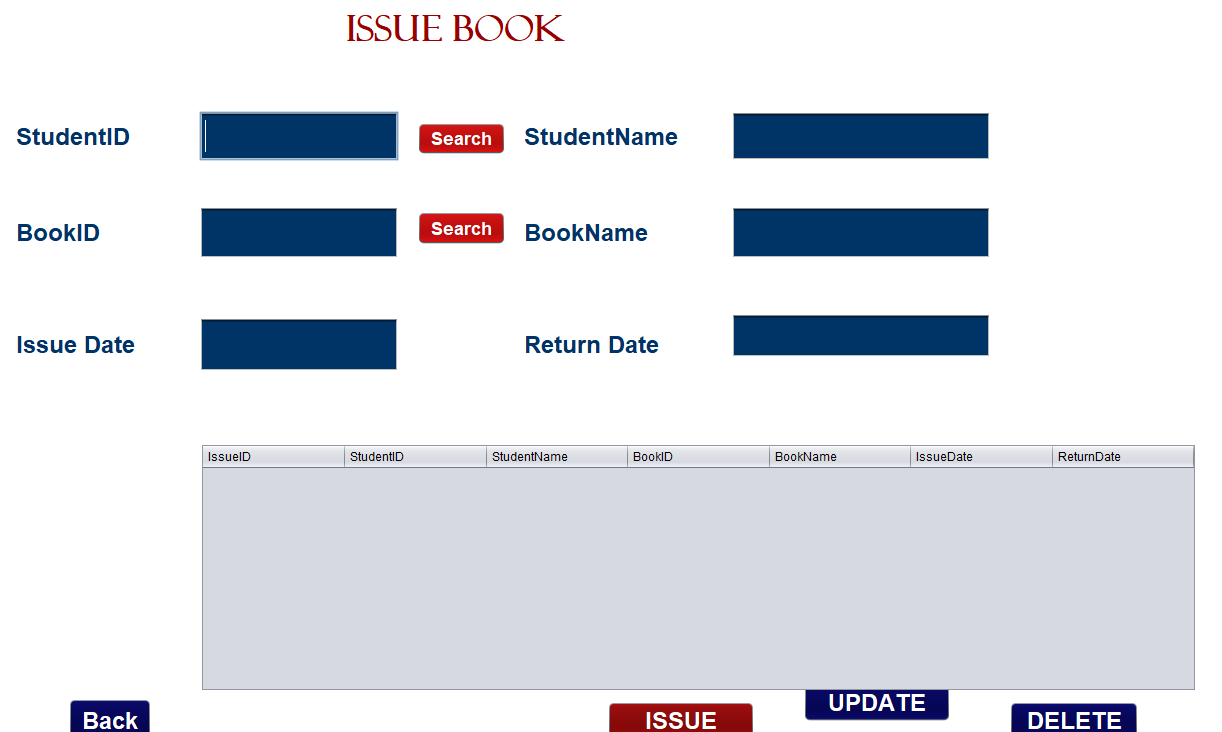 ISSUE BOOK
StudentID Search StudentName
BookID Search BookName
Issue Date Return Date
IssueID StudentID StudentName BookID BookName IssueDate ReturnDate
Back ISSUE UPDATE DELETE